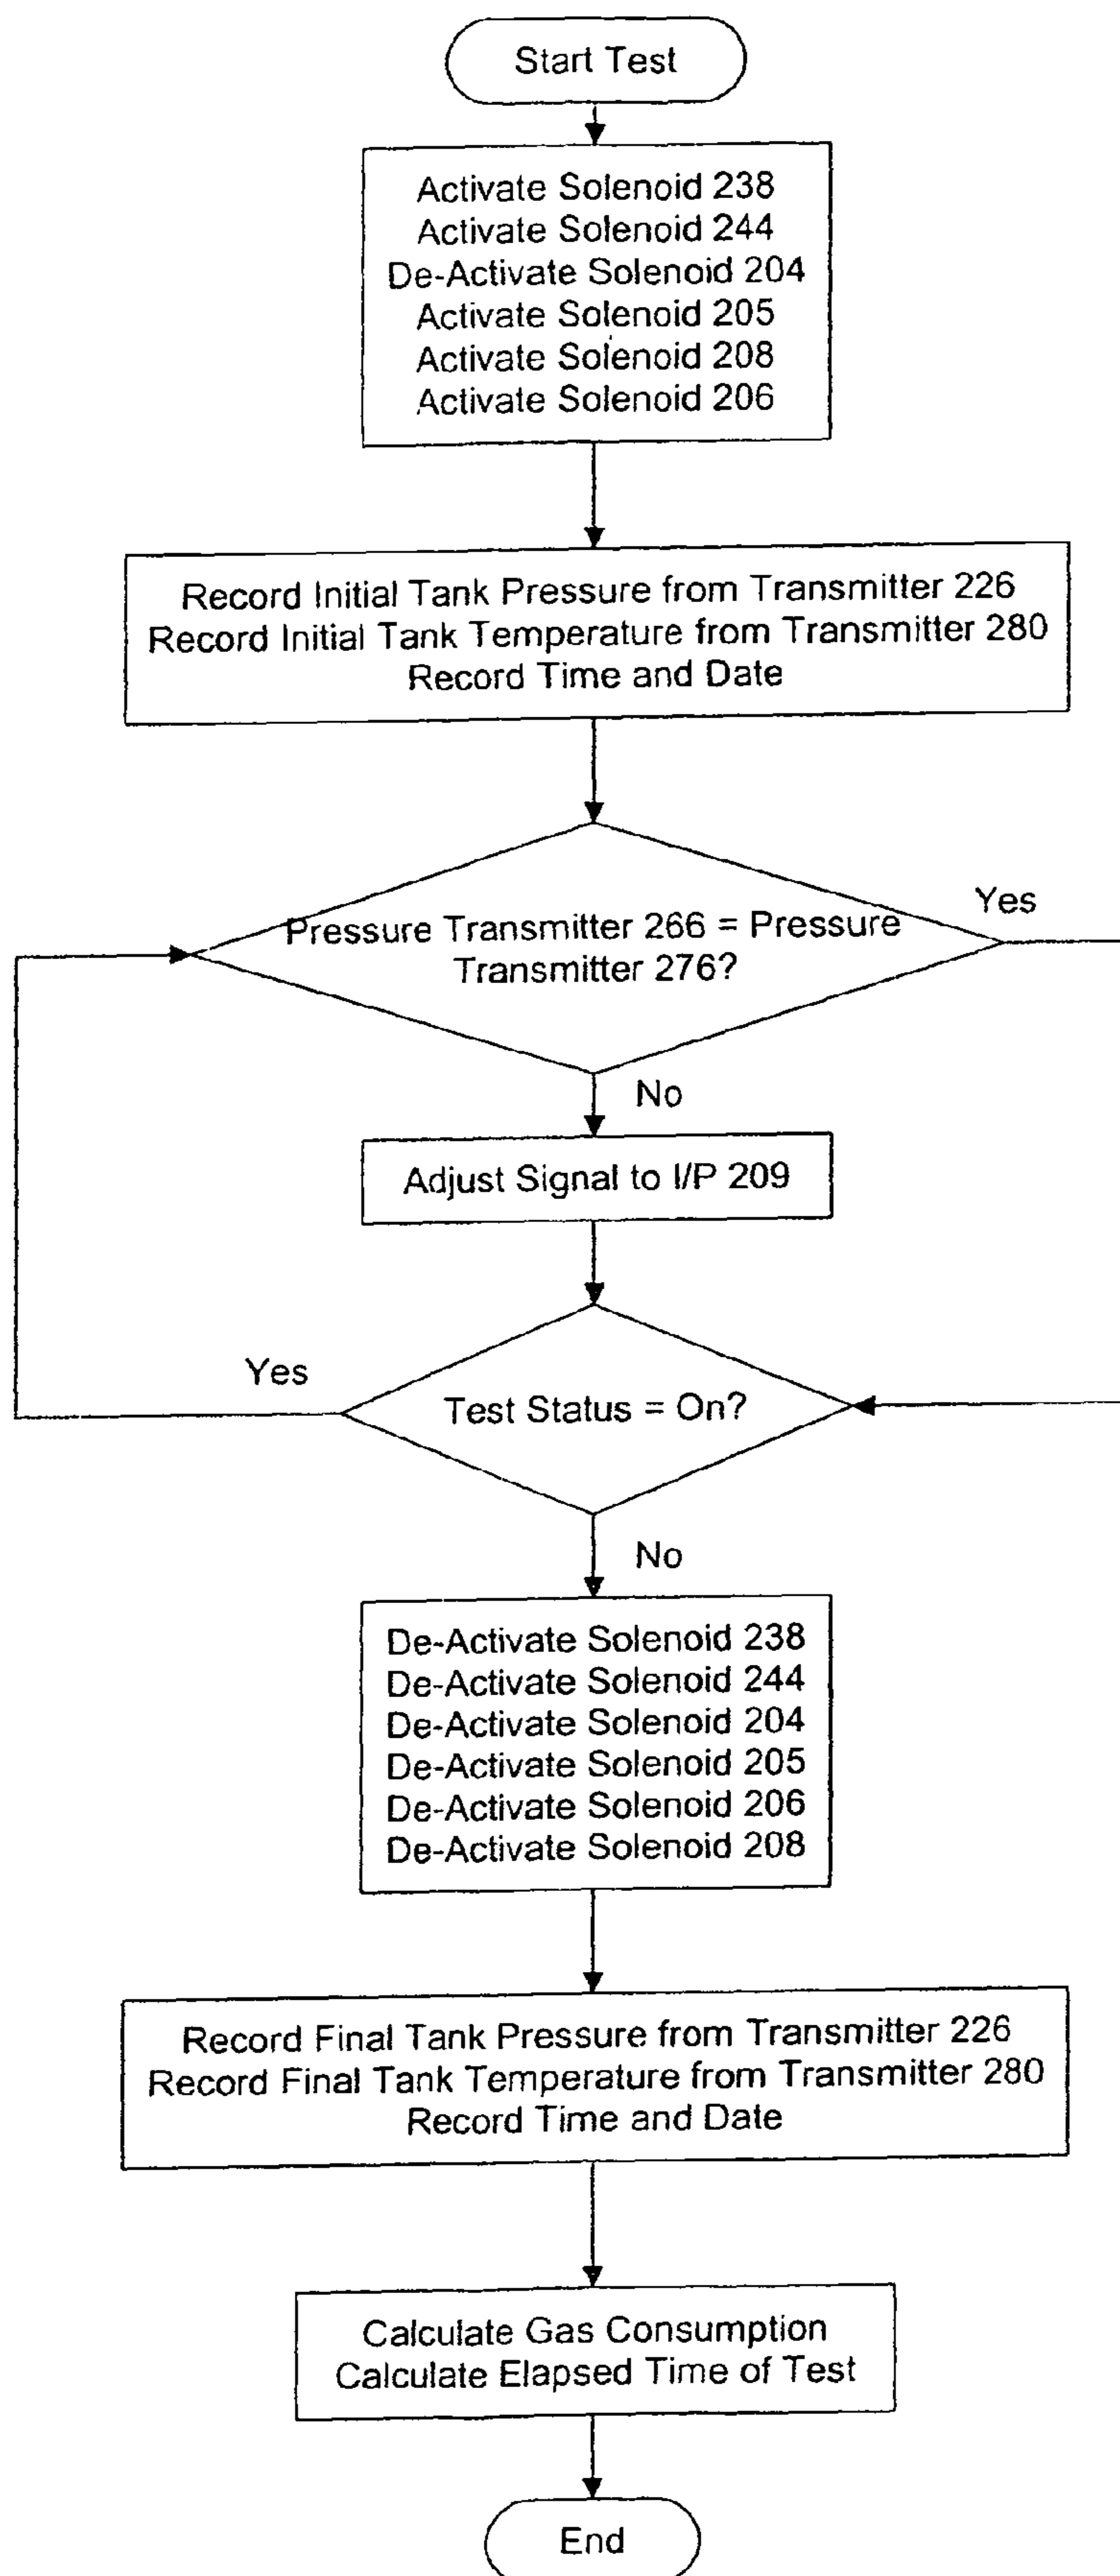 Start Test
Activate Solenoid 238
Activate Solenoid 244
De-Activate Solenoid 204
Activate Solenoid 205
Activate Solenoid 208
Activate Solenoid 206
Record Initial Tank Pressure from Transmitter 226
Record Initial Tank Temperature from Transmitter 280
Record Time and Date
Yes
Pressure Transmitter 266 = Pressure
Transmitter 276?
No
Adjust Signal to I/P 209
Yes
Test Status = On?
No
De-Activate Solenoid 238
De-Activate Solenoid 244
De-Activate Solenoid 204
De-Activate Solenoid 205
De-Activate Solenoid 206
De-Activate Solenoid 208
Record Final Tank Pressure from Transmitter 226
Record Final Tank Temperature from Transmitter 280
Record Time and Date
Calculate Gas Consumption
Calculate Elapsed Time of Test
End